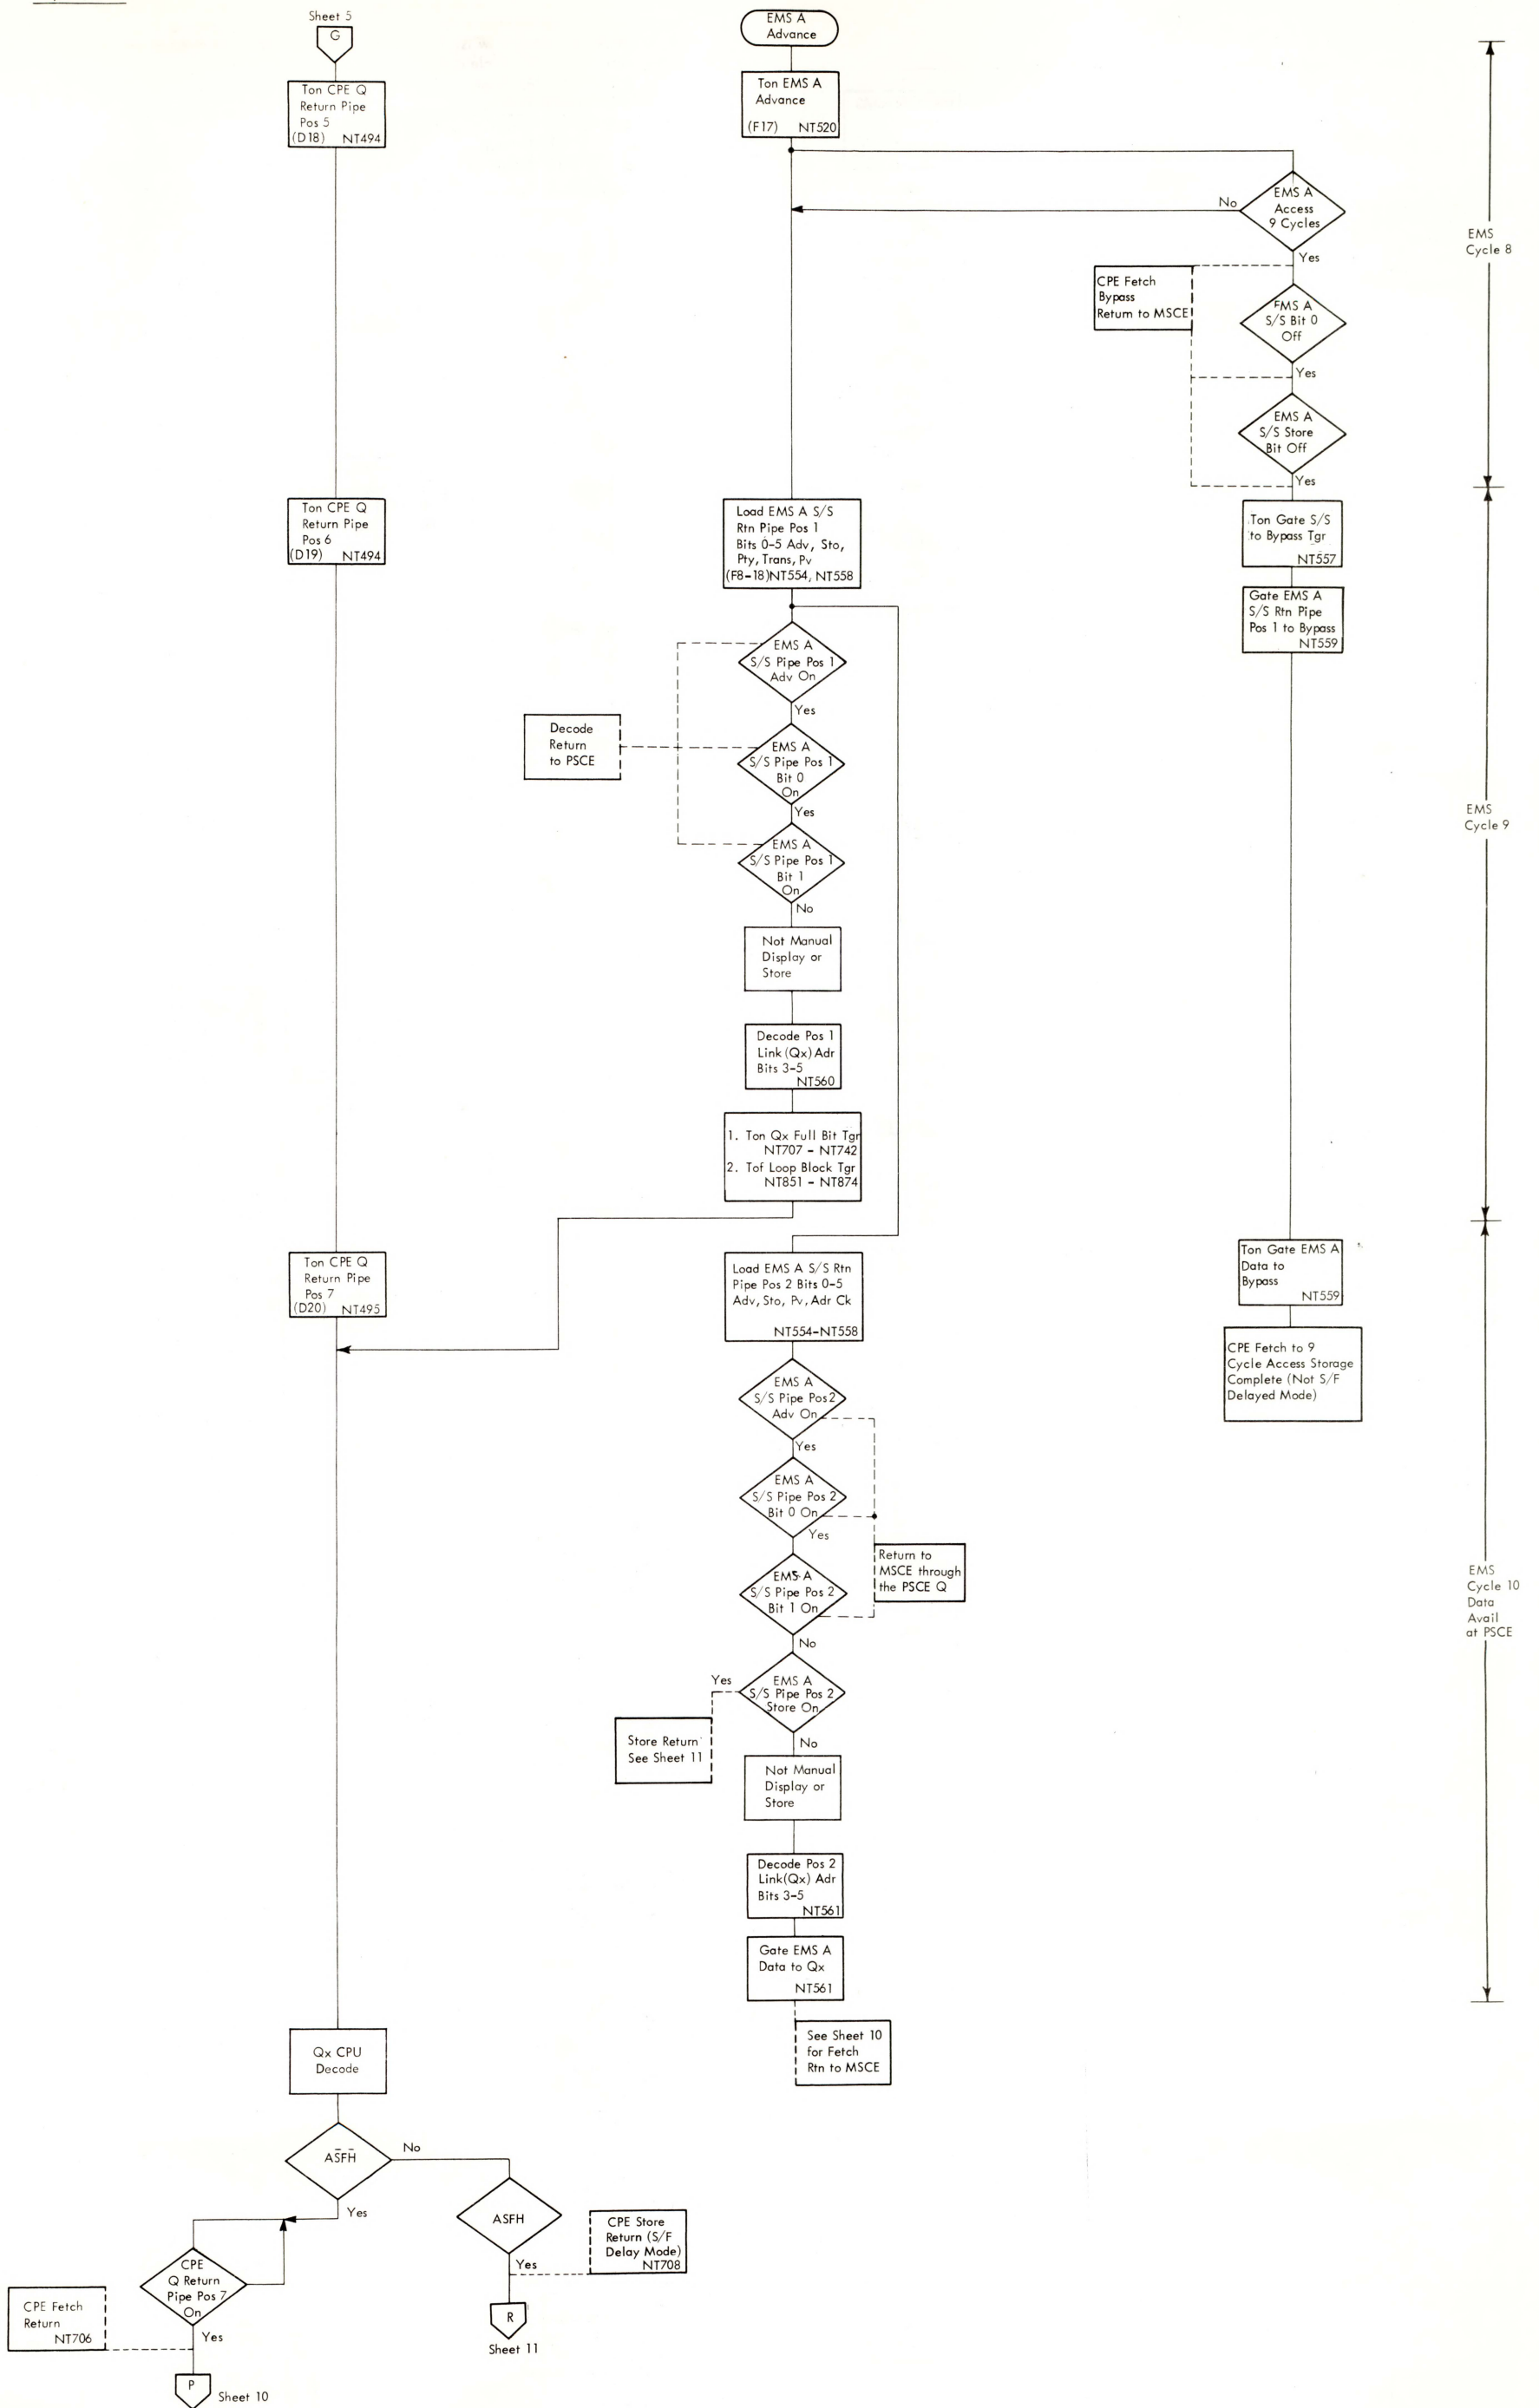 Sheet 5
G
Ton CPE Q
Return Pipe
Pos 5
(D18) NT494
EMS A
Advance
Ton EMS A
Advance
(F17) NT520
EMS A
Access
9 Cycles
No
Yes
CPE Fetch
Bypass
Return to MSCE
EMS A
S/S Bit 0
Off
Yes
EMS A
S/S Store
Bit Off
Yes
EMS
Cycle 8
Ton CPE Q
Return Pipe
Pos 6
(D19) NT494
Load EMS A S/S
Rtn Pipe Pos 1
Bits 0-5 Adv, Sto,
Pty, Trans, Pv
(F8-18)NT554, NT558
Ton Gate S/S
to Bypass Tgr
NT557
Gate EMS A
S/S Rtn Pipe
Pos 1 to Bypass
NT559
EMS A
S/S Pipe Pos 1
Adv On
Yes
Decode
Return
to PSCE
EMS A
S/S Pipe Pos 1
Bit 0
On
Yes
EMS A
S/S Pipe Pos 1
Bit 1
On
No
Not Manual
Display or
Store
Decode Pos 1
Link (Qx) Adr
Bits 3-5
NT560
1. Ton Qx Full Bit Tgr
NT707 - NT742
2. Tof Loop Block Tgr
NT851 - NT874
EMS
Cycle 9
Ton CPE Q
Return Pipe
Pos 7
(D20) NT495
Load EMS A S/S Rtn
Pipe Pos 2 Bits 0-5
Adv, Sto, Pv, Adr Ck
NT554-NT558
Ton Gate EMS A
Data to
Bypass
NT559
CPE Fetch to 9
Cycle Access Storage
Complete (Not S/F
Delayed Mode)
EMS A
S/S Pipe Pos2
Adv On
Yes
EMS A
S/S Pipe Pos 2
Bit 0 On
Yes
Return to
MSCE through
the PSCE Q
EMS A
S/S Pipe Pos 2
Bit 1 On
No
EMS A
S/S Pipe Pos 2
Store On
Yes
Store Return
See Sheet 11
No
Not Manual
Display or
Store
Decode Pos 2
Link(Qx) Adr
Bits 3-5
NT561
Gate EMS A
Data to Qx
NT561
See Sheet 10
for Fetch
Rtn to MSCE
EMS
Cycle 10
Data
Avail
at PSCE
Qx CPU
Decode
AS̄FH̄
No
Yes
ASFH
CPE Store
Return (S/F
Delay Mode)
NT708
Yes
R
Sheet 11
CPE
Q Return
Pipe Pos 7
On
CPE Fetch
Return
NT706
Yes
P
Sheet 10